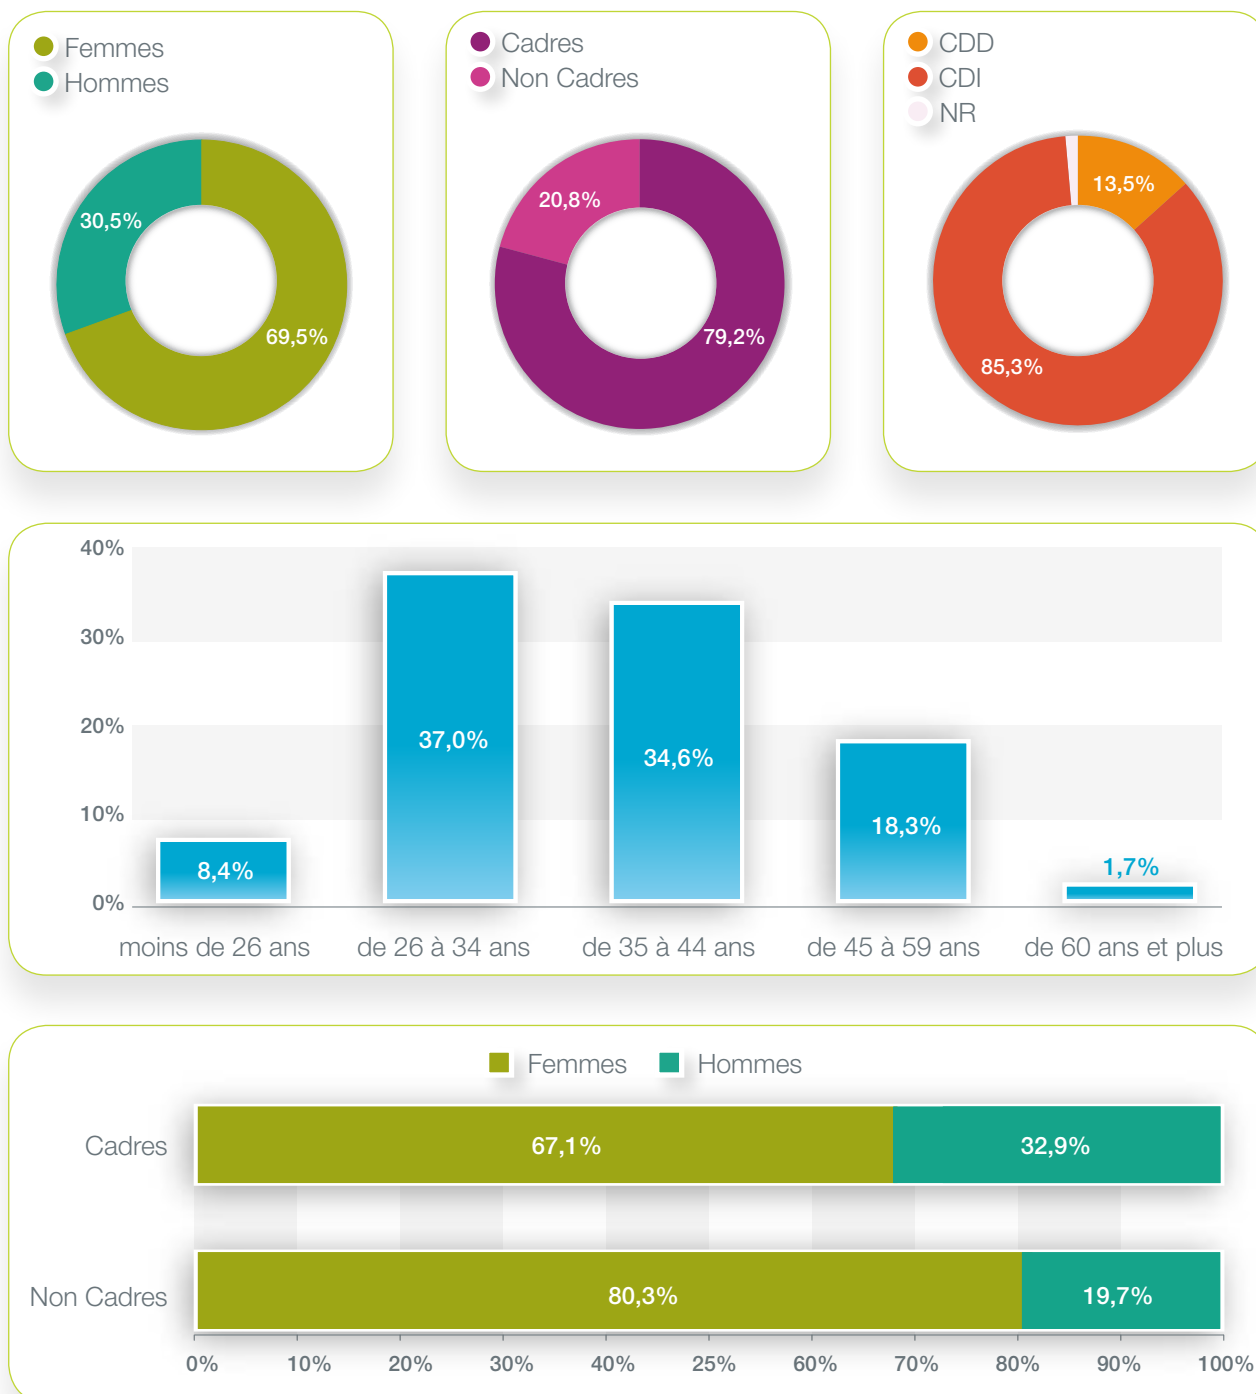 Femmes
Hommes
30,5%
69,5%
Cadres
Non Cadres
20,8%
79,2%
CDD
CDI
NR
13,5%
85,3%
40%
30%
20%
10%
0%
8,4%
37,0%
34,6%
18,3%
1,7%
moins de 26 ans
de 26 à 34 ans
de 35 à 44 ans
de 45 à 59 ans
de 60 ans et plus
Femmes Hommes
Cadres 67,1% 32,9%
Non Cadres 80,3% 19,7%
0% 10% 20% 30% 40% 25% 60% 70% 80% 90% 100%